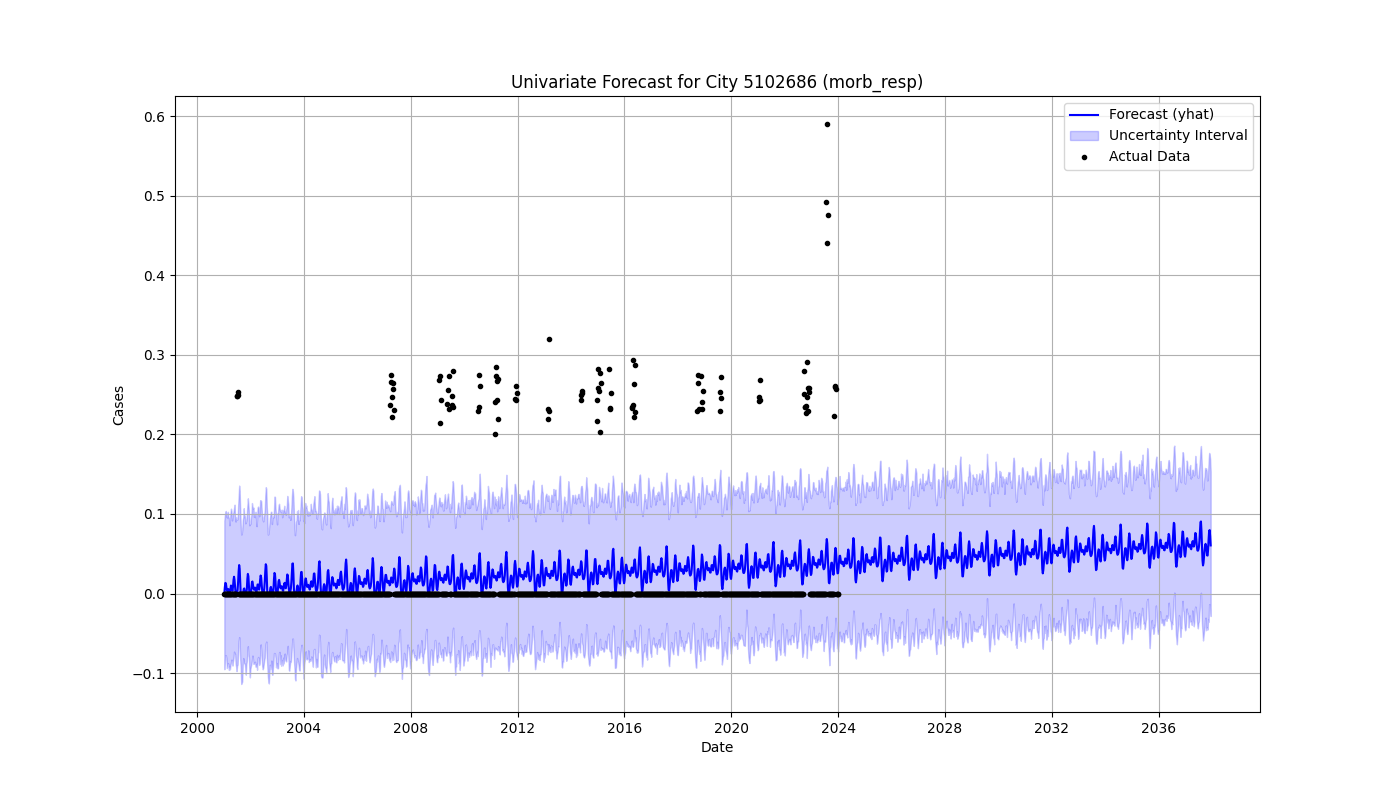 Univariate Forecast for City 5102686 (morb_resp)
Forecast (yhat)
Uncertainty Interval
Actual Data
Cases
0.6
0.5
0.4
0.3
0.2
0.1
0.0
−0.1
2000 2004 2008 2012 2016 2020 2024 2028 2032 2036
Date